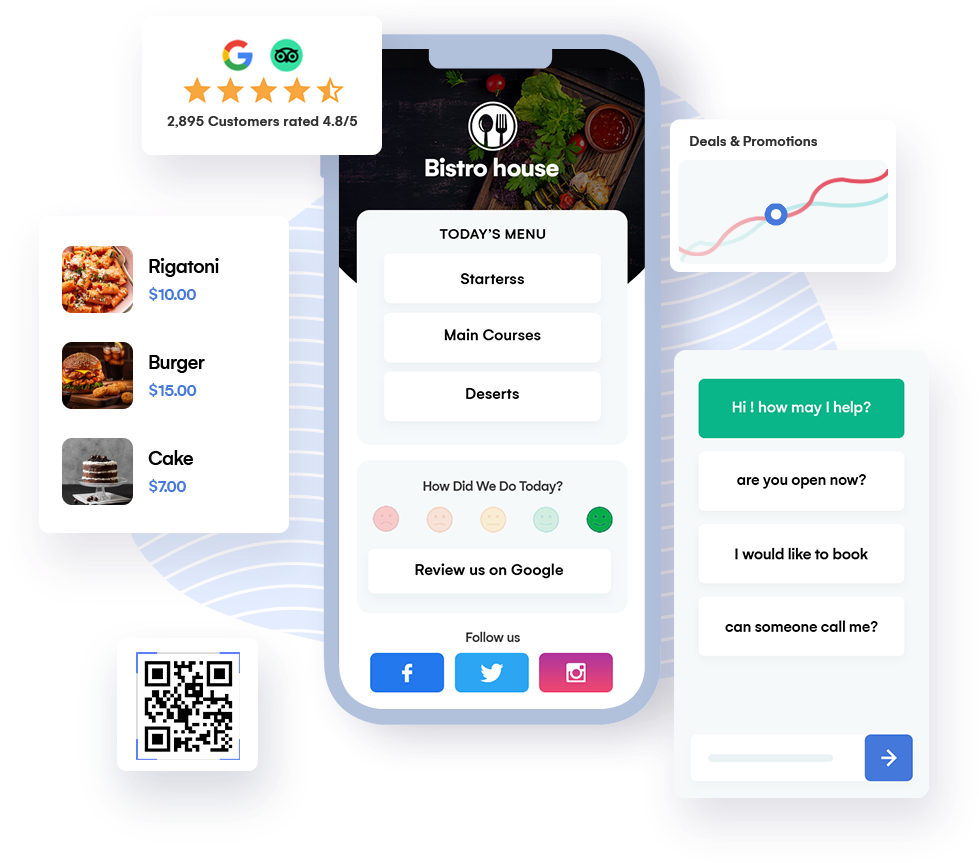 2,895 Customers rated 4.8/5
Bistro house
Deals & Promotions
TODAY'S MENU
Starterss
Main Courses
Deserts
Rigatoni
$10.00
Burger
$15.00
Cake
$7.00
How Did We Do Today?
Review us on Google
Follow us
Hi ! how may I help?
are you open now?
I would like to book
can someone call me?